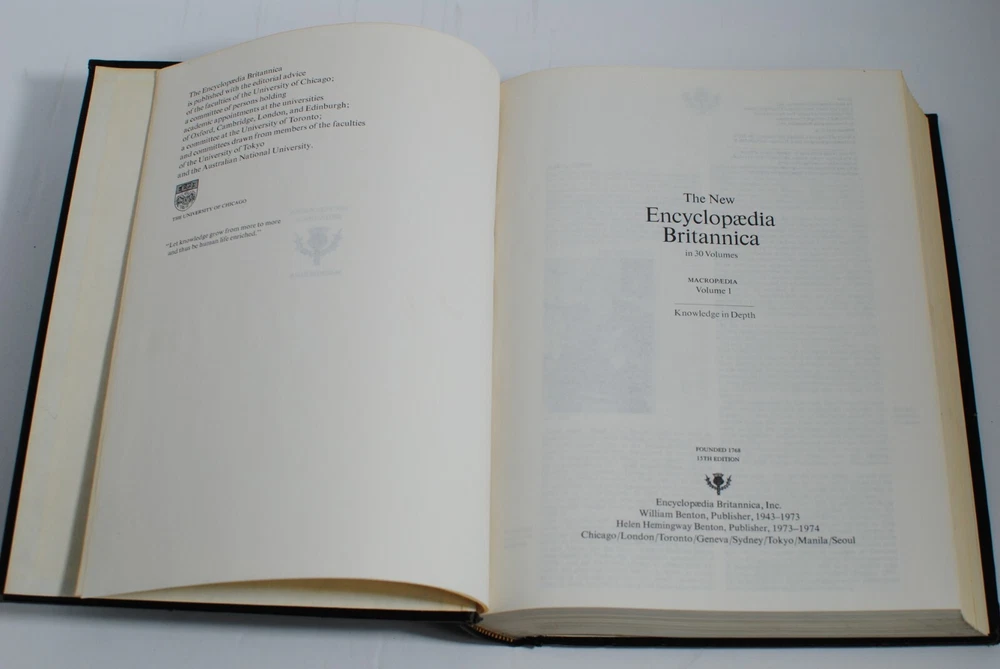 The Encyclopædia Britannica
is published with the editorial advice
of the faculties of the University of Chicago;
a committee of persons holding
academic appointments at the universities
of Oxford, Cambridge, London, and Edinburgh;
a committee at the University of Toronto;
and committees drawn from members of the faculties
of the University of Tokyo
and the Australian National University.
THE UNIVERSITY OF CHICAGO
"Let knowledge grow from more to more
and thus be human life enriched."
The New
Encyclopædia
Britannica
in 30 Volumes
MACROPÆDIA
Volume 1
Knowledge in Depth
FOUNDED 1768
15TH EDITION
Encyclopædia Britannica, Inc.
William Benton, Publisher, 1943–1973
Helen Hemingway Benton, Publisher, 1973–1974
Chicago/London/Toronto/Geneva/Sydney/Tokyo/Manila/Seoul